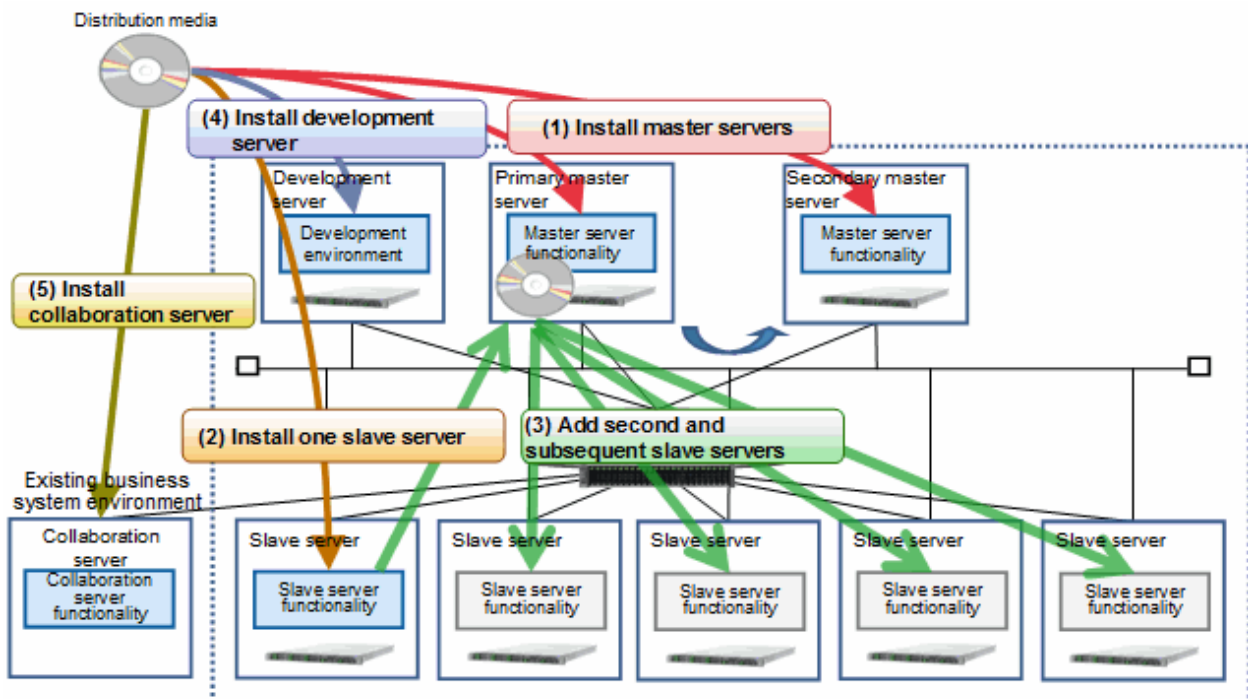 Distribution media
(4) Install development
server
(1) Install master servers
Development
server
Primary master
server
Secondary master
server
Development
environment
Master server
functionality
Master server
functionality
(5) Install
collaboration server
(2) Install one slave server
(3) Add second and
subsequent slave servers
Existing business
system environment
Collaboration
server
Collaboration
server
functionality
Slave server
Slave server
functionality
Slave server
Slave server
functionality
Slave server
Slave server
functionality
Slave server
Slave server
functionality
Slave server
Slave server
functionality